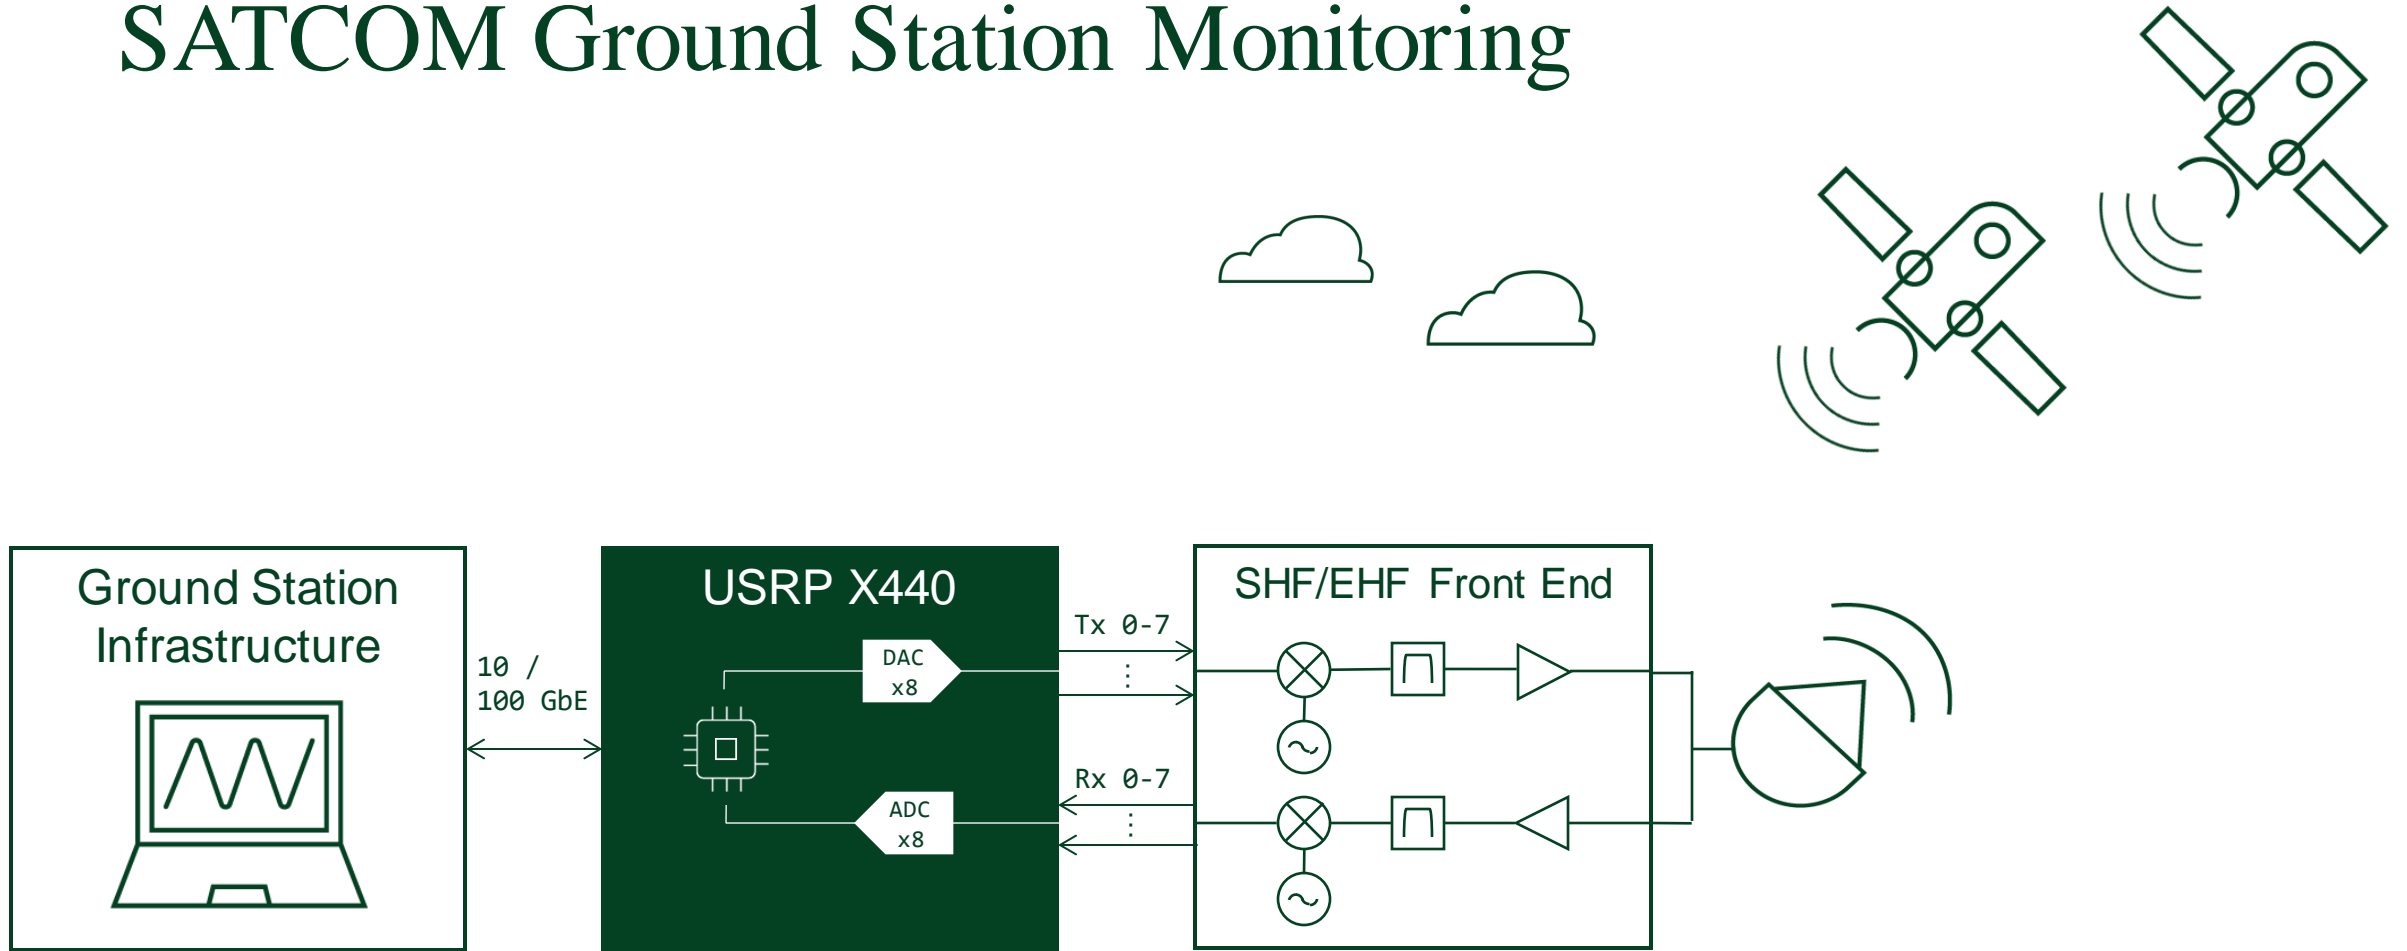 SATCOM Ground Station Monitoring
Ground Station
Infrastructure
10 /
100 GbE
USRP X440
DAC
x8
ADC
x8
Tx 0-7
Rx 0-7
SHF/EHF Front End